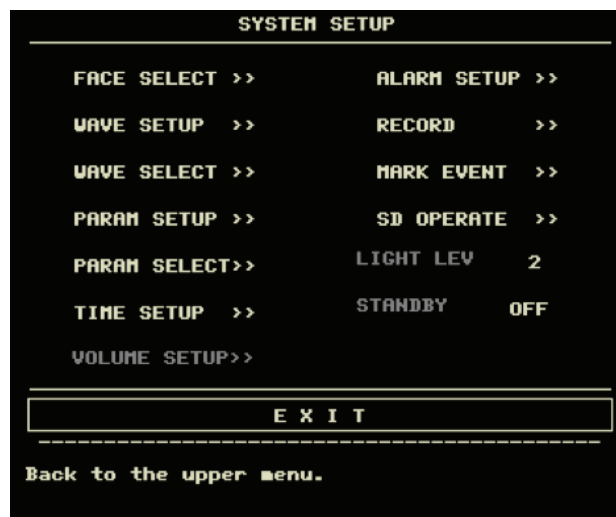 SYSTEM SETUP
FACE SELECT >> ALARM SETUP >>
WAVE SETUP >> RECORD >>
WAVE SELECT >> MARK EVENT >>
PARAM SETUP >> SD OPERATE >>
PARAM SELECT>> LIGHT LEV 2
TIME SETUP >> STANDBY OFF
VOLUME SETUP>>
E X I T
Back to the upper menu.